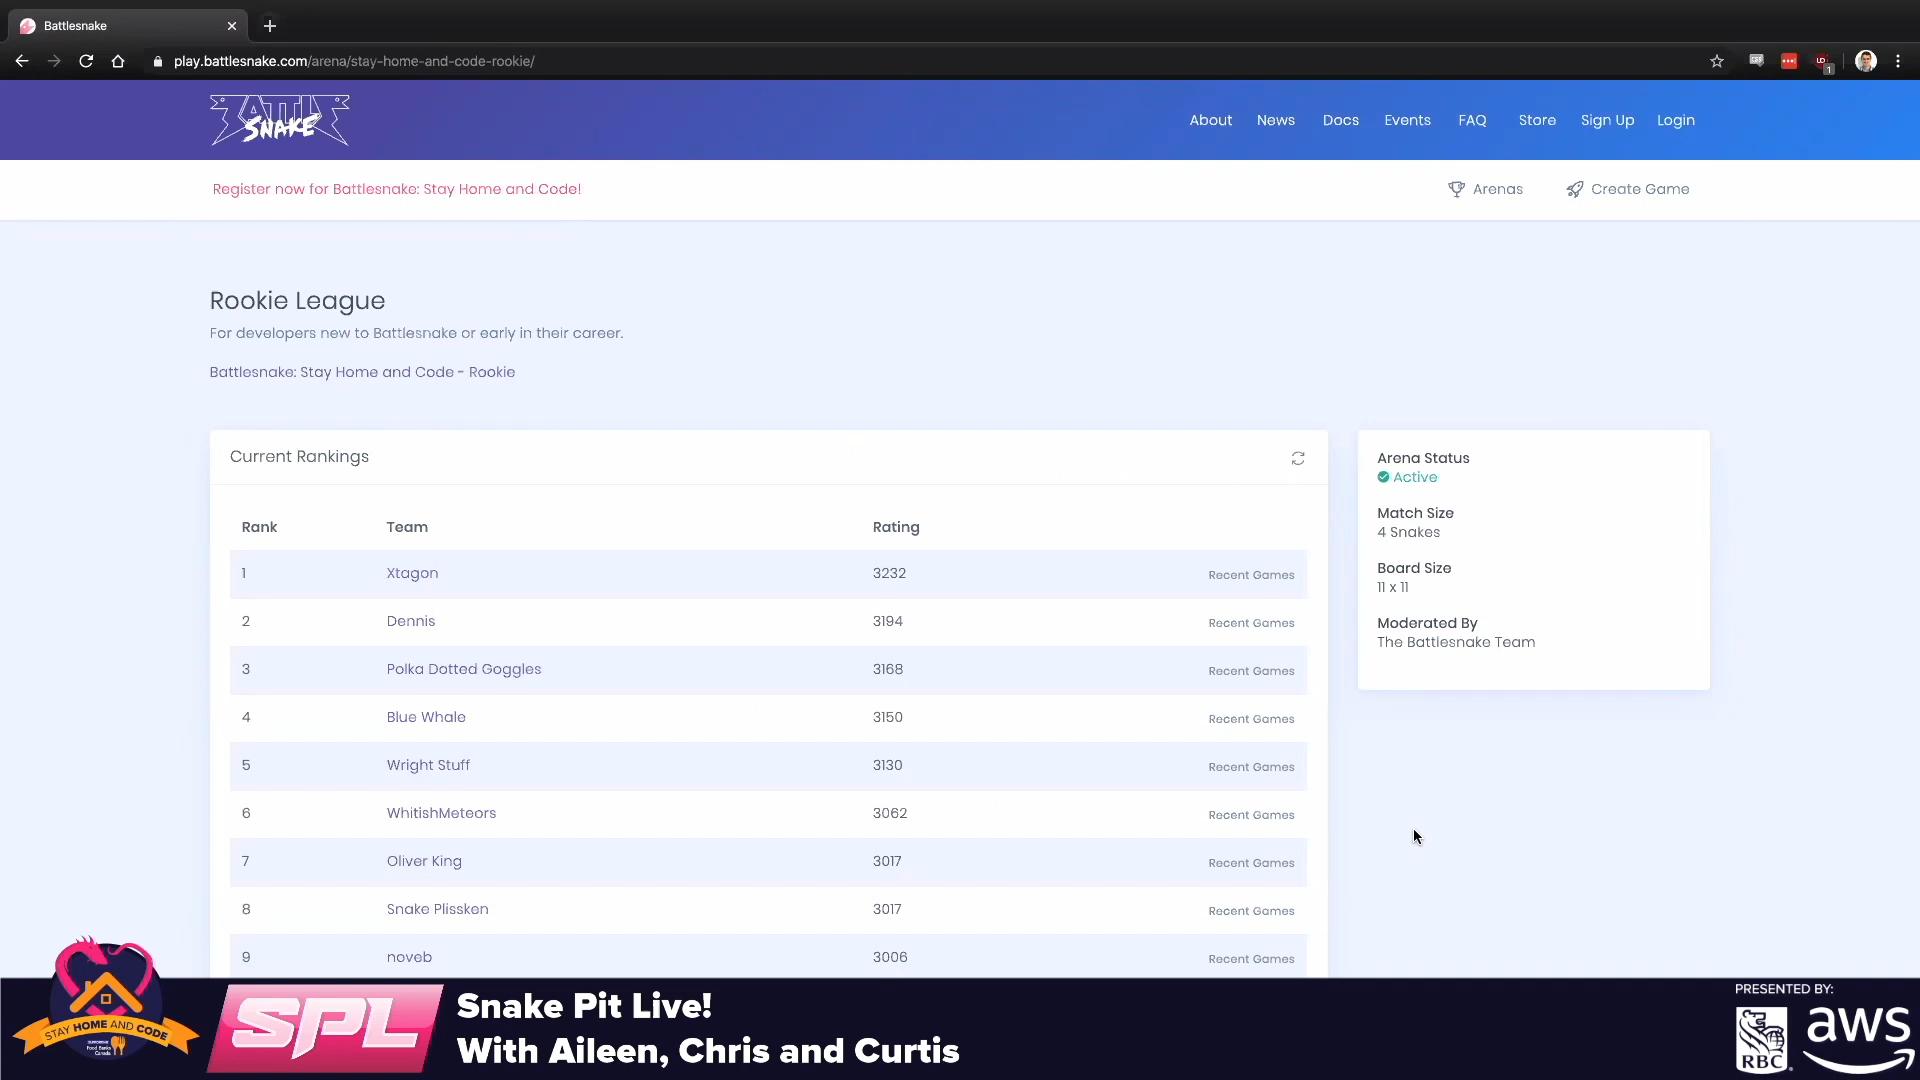 Battlesnake
play.battlesnake.com/arena/stay-home-and-code-rookie/
1
BATTLE
SNAKE
About News Docs Events FAQ Store Sign Up Login
Register now for Battlesnake: Stay Home and Code!
Arenas Create Game
Rookie League
For developers new to Battlesnake or early in their career.
Battlesnake: Stay Home and Code - Rookie
Current Rankings
Rank Team Rating
1 Xtagon 3232 Recent Games
2 Dennis 3194 Recent Games
3 Polka Dotted Goggles 3168 Recent Games
4 Blue Whale 3150 Recent Games
5 Wright Stuff 3130 Recent Games
6 WhitishMeteors 3062 Recent Games
7 Oliver King 3017 Recent Games
8 Snake Plissken 3017 Recent Games
9 noveb 3006 Recent Games
Arena Status
Active
Match Size
4 Snakes
Board Size
11 x 11
Moderated By
The Battlesnake Team
STAY HOME AND CODE
SUPPORTING
Food Banks
Canada
SPL
Snake Pit Live!
With Aileen, Chris and Curtis
PRESENTED BY:
RBC
aws